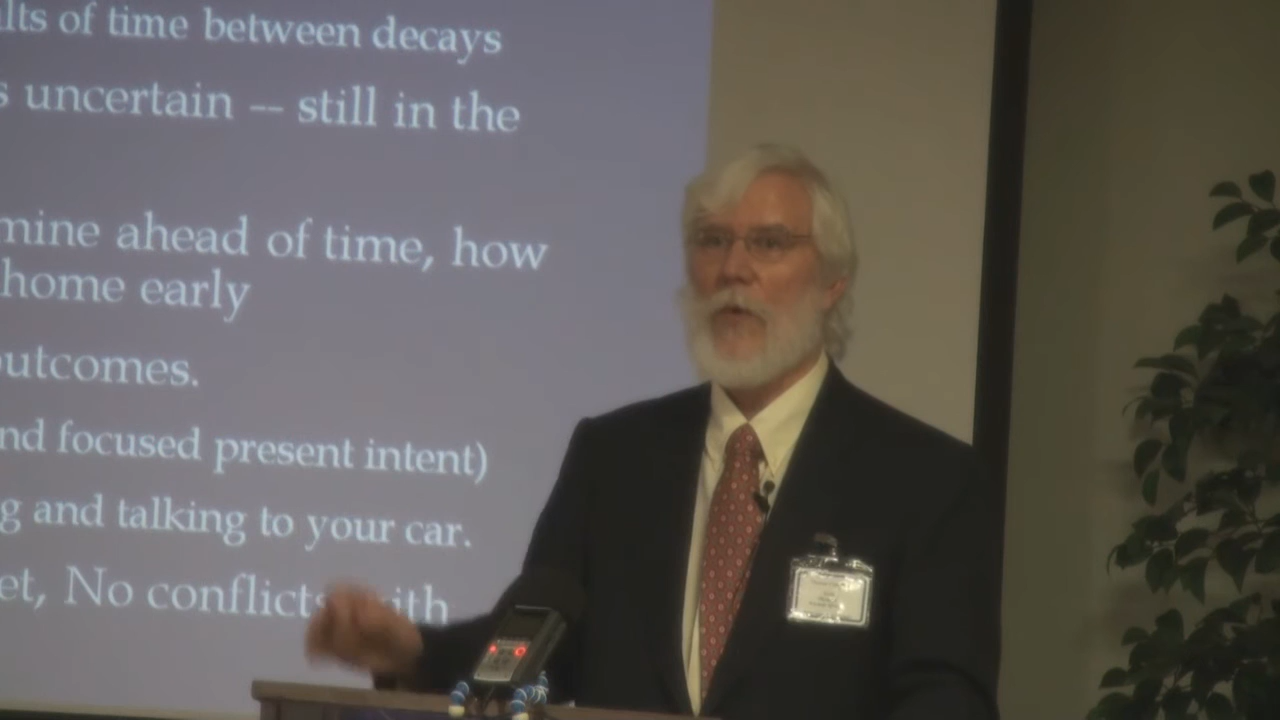 lts of time between decays
s uncertain -- still in the
mine ahead of time, how
home early
utcomes.
nd focused present intent)
g and talking to your car.
et, No conflicts with